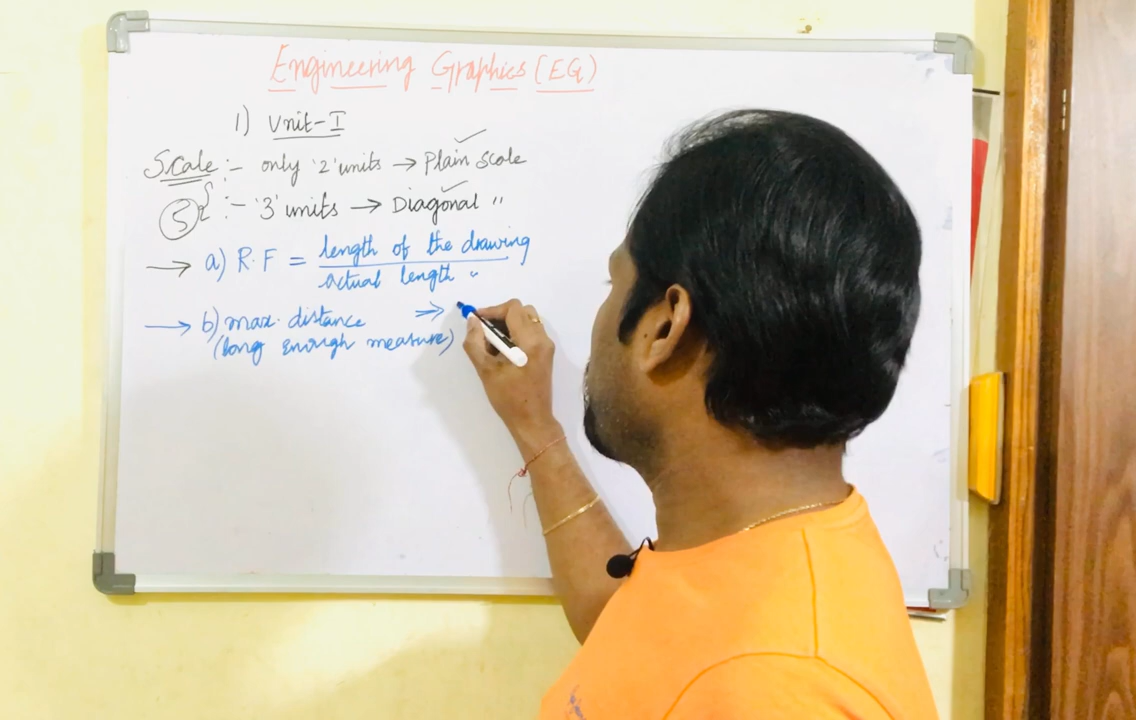 Engineering Graphics (EG)
1) Unit-I
Scale :- only '2' units → Plain Scale
5 { :- '3' units → Diagonal "
→ a) R.F = length of the drawing
actual length "
→ b) max. distance ⇒
(long enough measure)